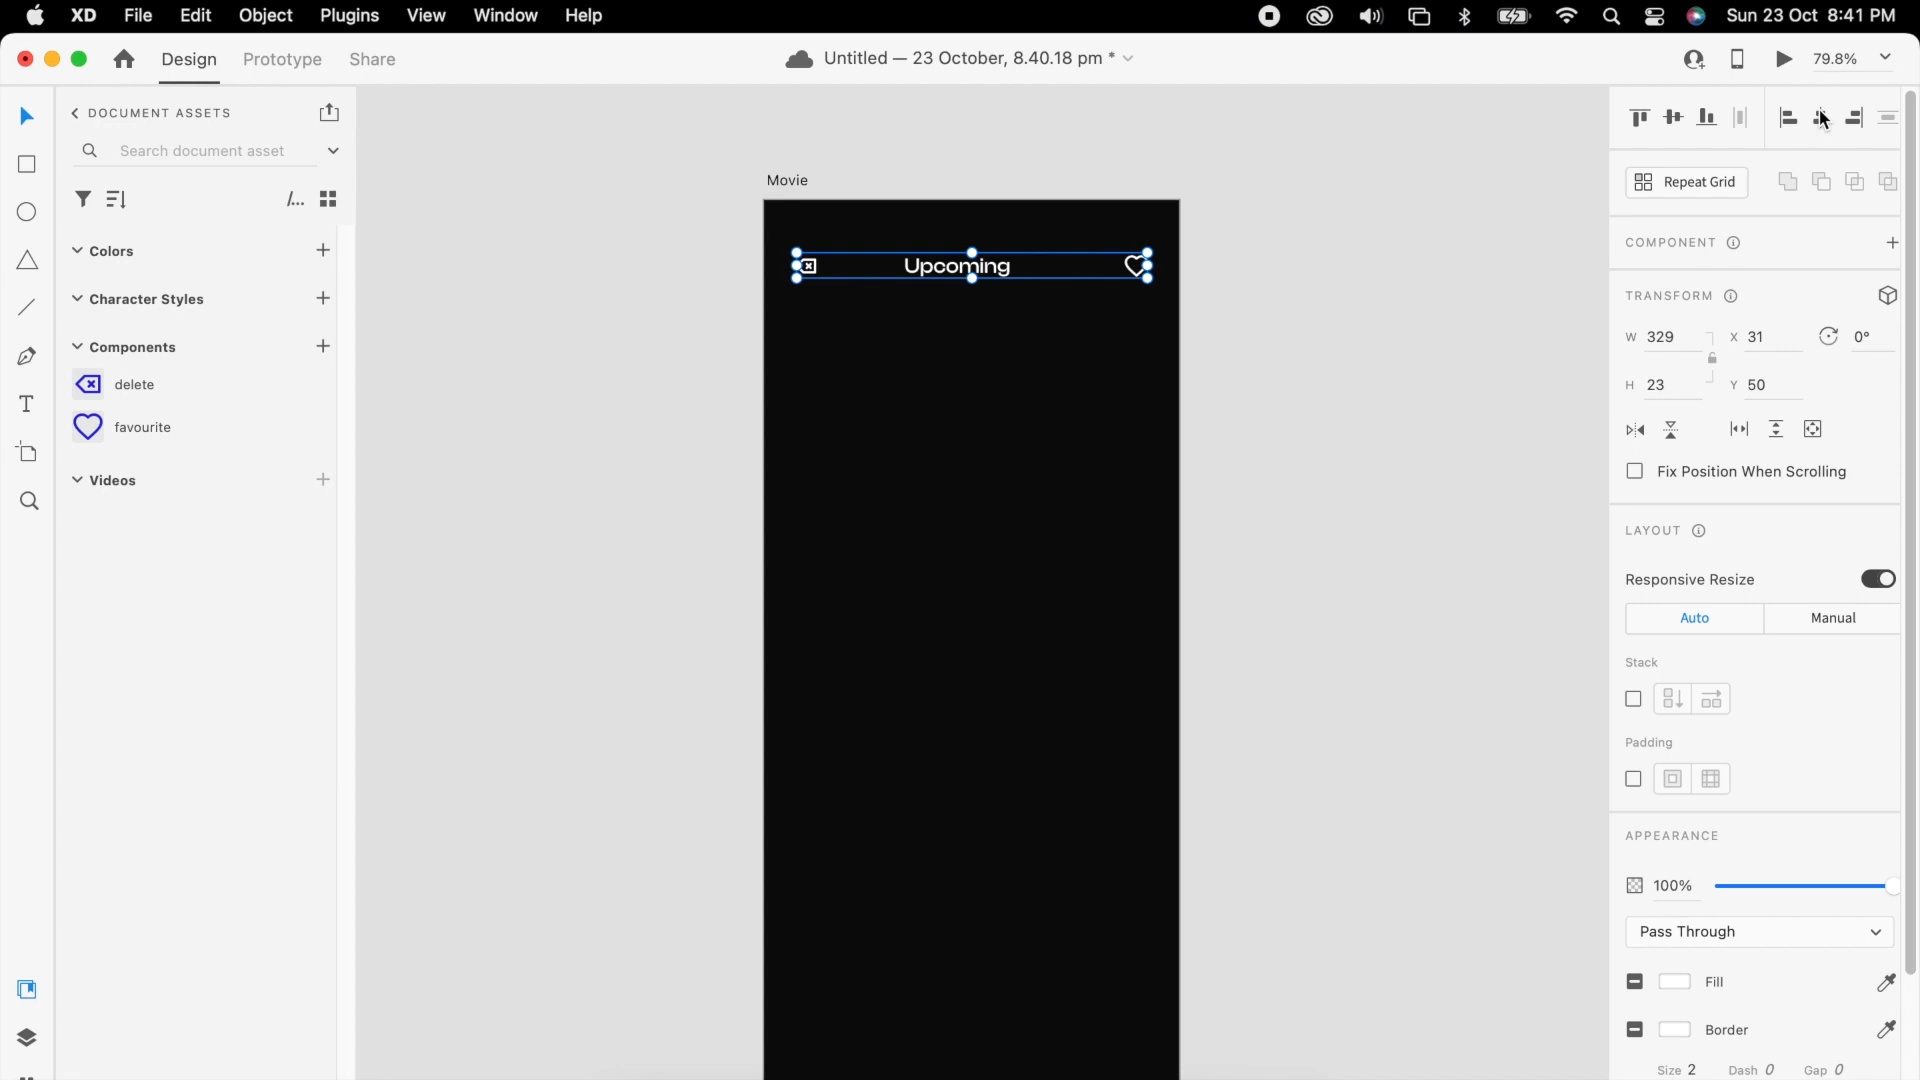 XD File Edit Object Plugins View Window Help
Sun 23 Oct 8:41 PM
Design Prototype Share
Untitled — 23 October, 8.40.18 pm *
79.8%
DOCUMENT ASSETS
Search document asset
/...
Colors
Character Styles
Components
delete
favourite
Videos
Movie
Upcoming
Repeat Grid
COMPONENT
TRANSFORM
W 329 X 31 0°
H 23 Y 50
Fix Position When Scrolling
LAYOUT
Responsive Resize
Auto Manual
Stack
Padding
APPEARANCE
100%
Pass Through
Fill
Border
Size 2 Dash 0 Gap 0